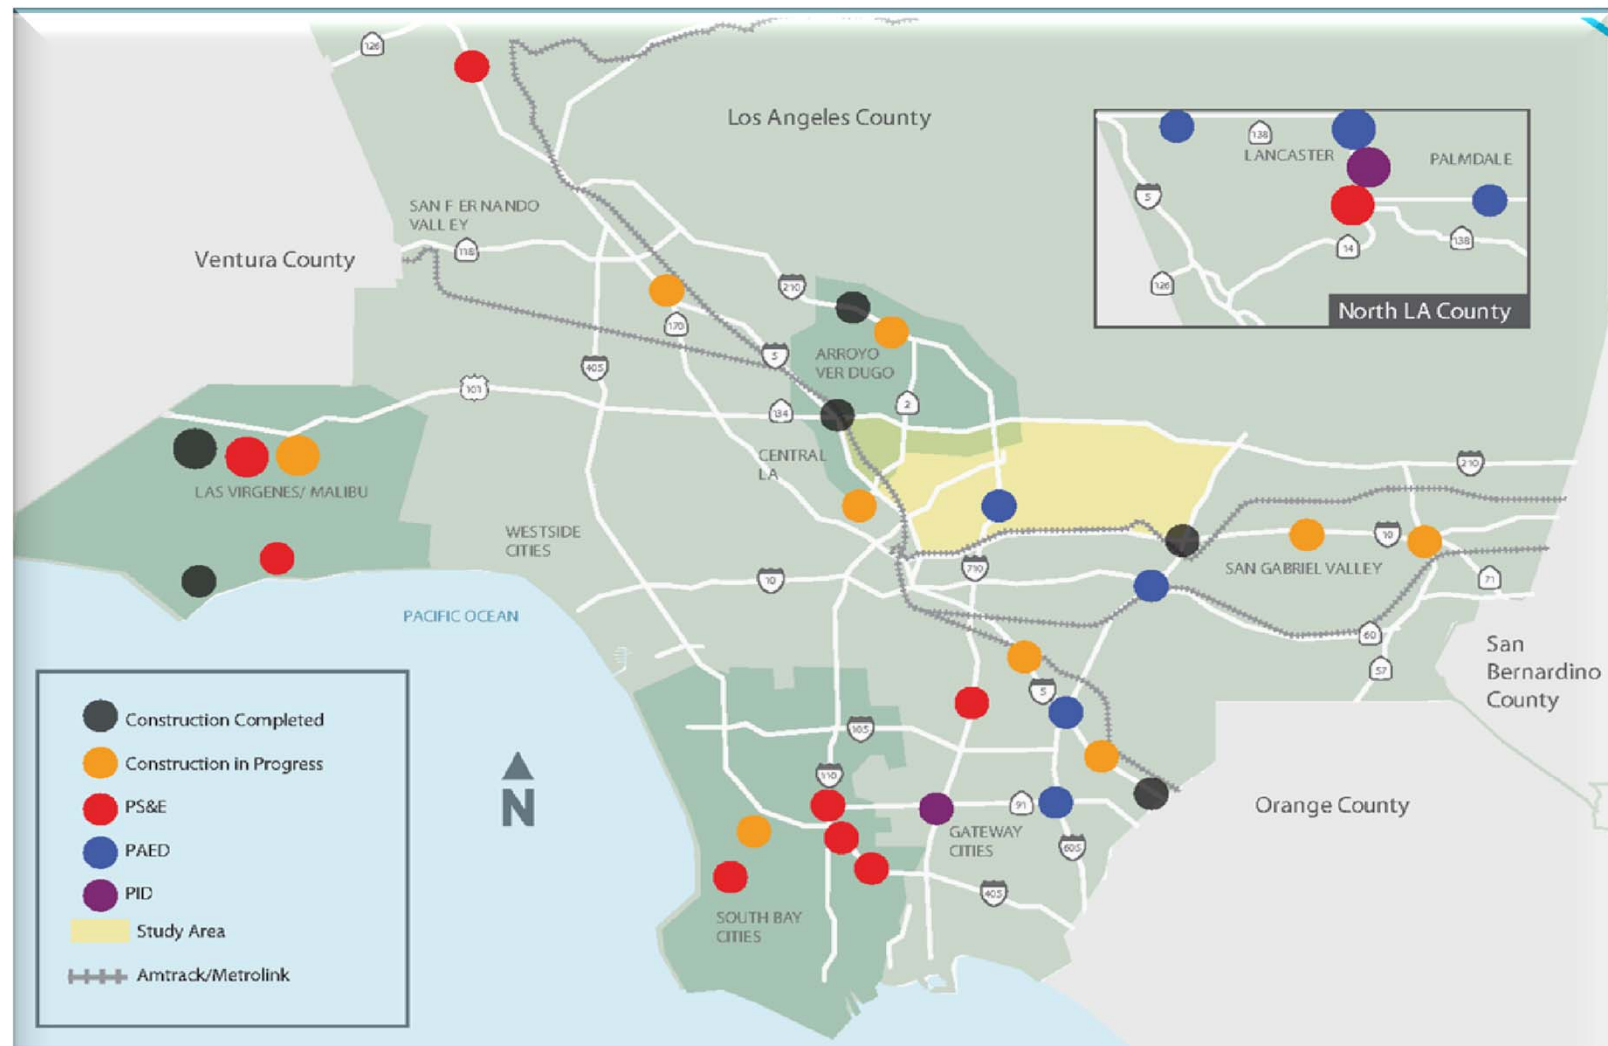 126
Los Angeles County
138
LANCASTER
PALMDALE
5
14
138
126
North LA County
SAN FERNANDO
VALLEY
118
Ventura County
210
170
5
405
ARROYO
VERDUGO
101
134
2
CENTRAL
LA
210
LAS VIRGENES/ MALIBU
WESTSIDE
CITIES
10
SAN GABRIEL VALLEY
710
10
71
PACIFIC OCEAN
60
57
San
Bernardino
County
5
105
110
91
GATEWAY
CITIES
605
Orange County
405
SOUTH BAY
CITIES
N
Construction Completed
Construction in Progress
PS&E
PAED
PID
Study Area
Amtrack/Metrolink